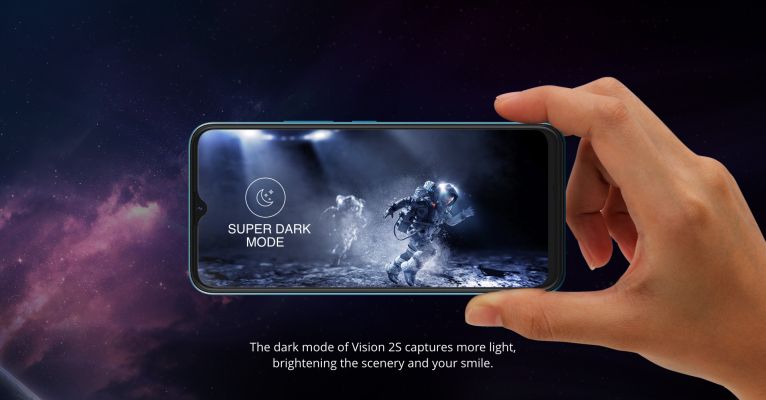 SUPER DARK
MODE
The dark mode of Vision 2S captures more light,
brightening the scenery and your smile.